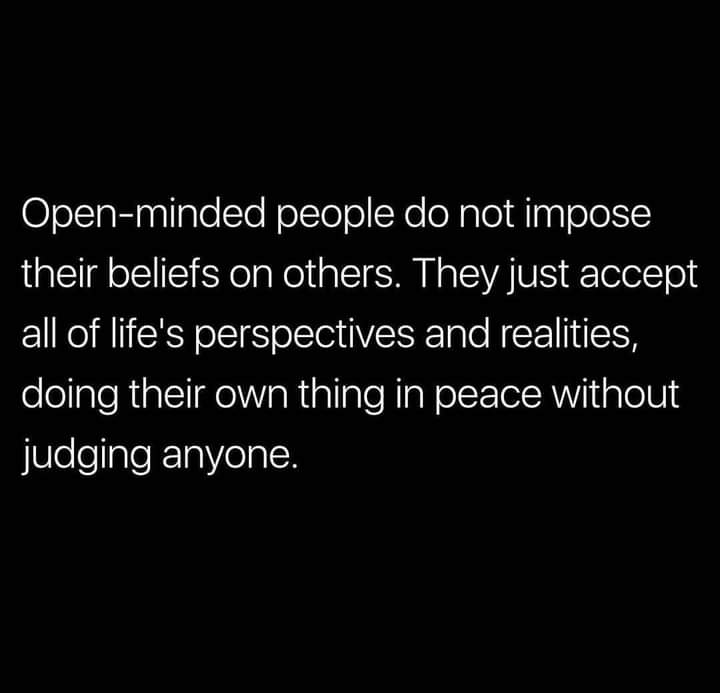 Open-minded people do not impose
their beliefs on others. They just accept
all of life's perspectives and realities,
doing their own thing in peace without
judging anyone.